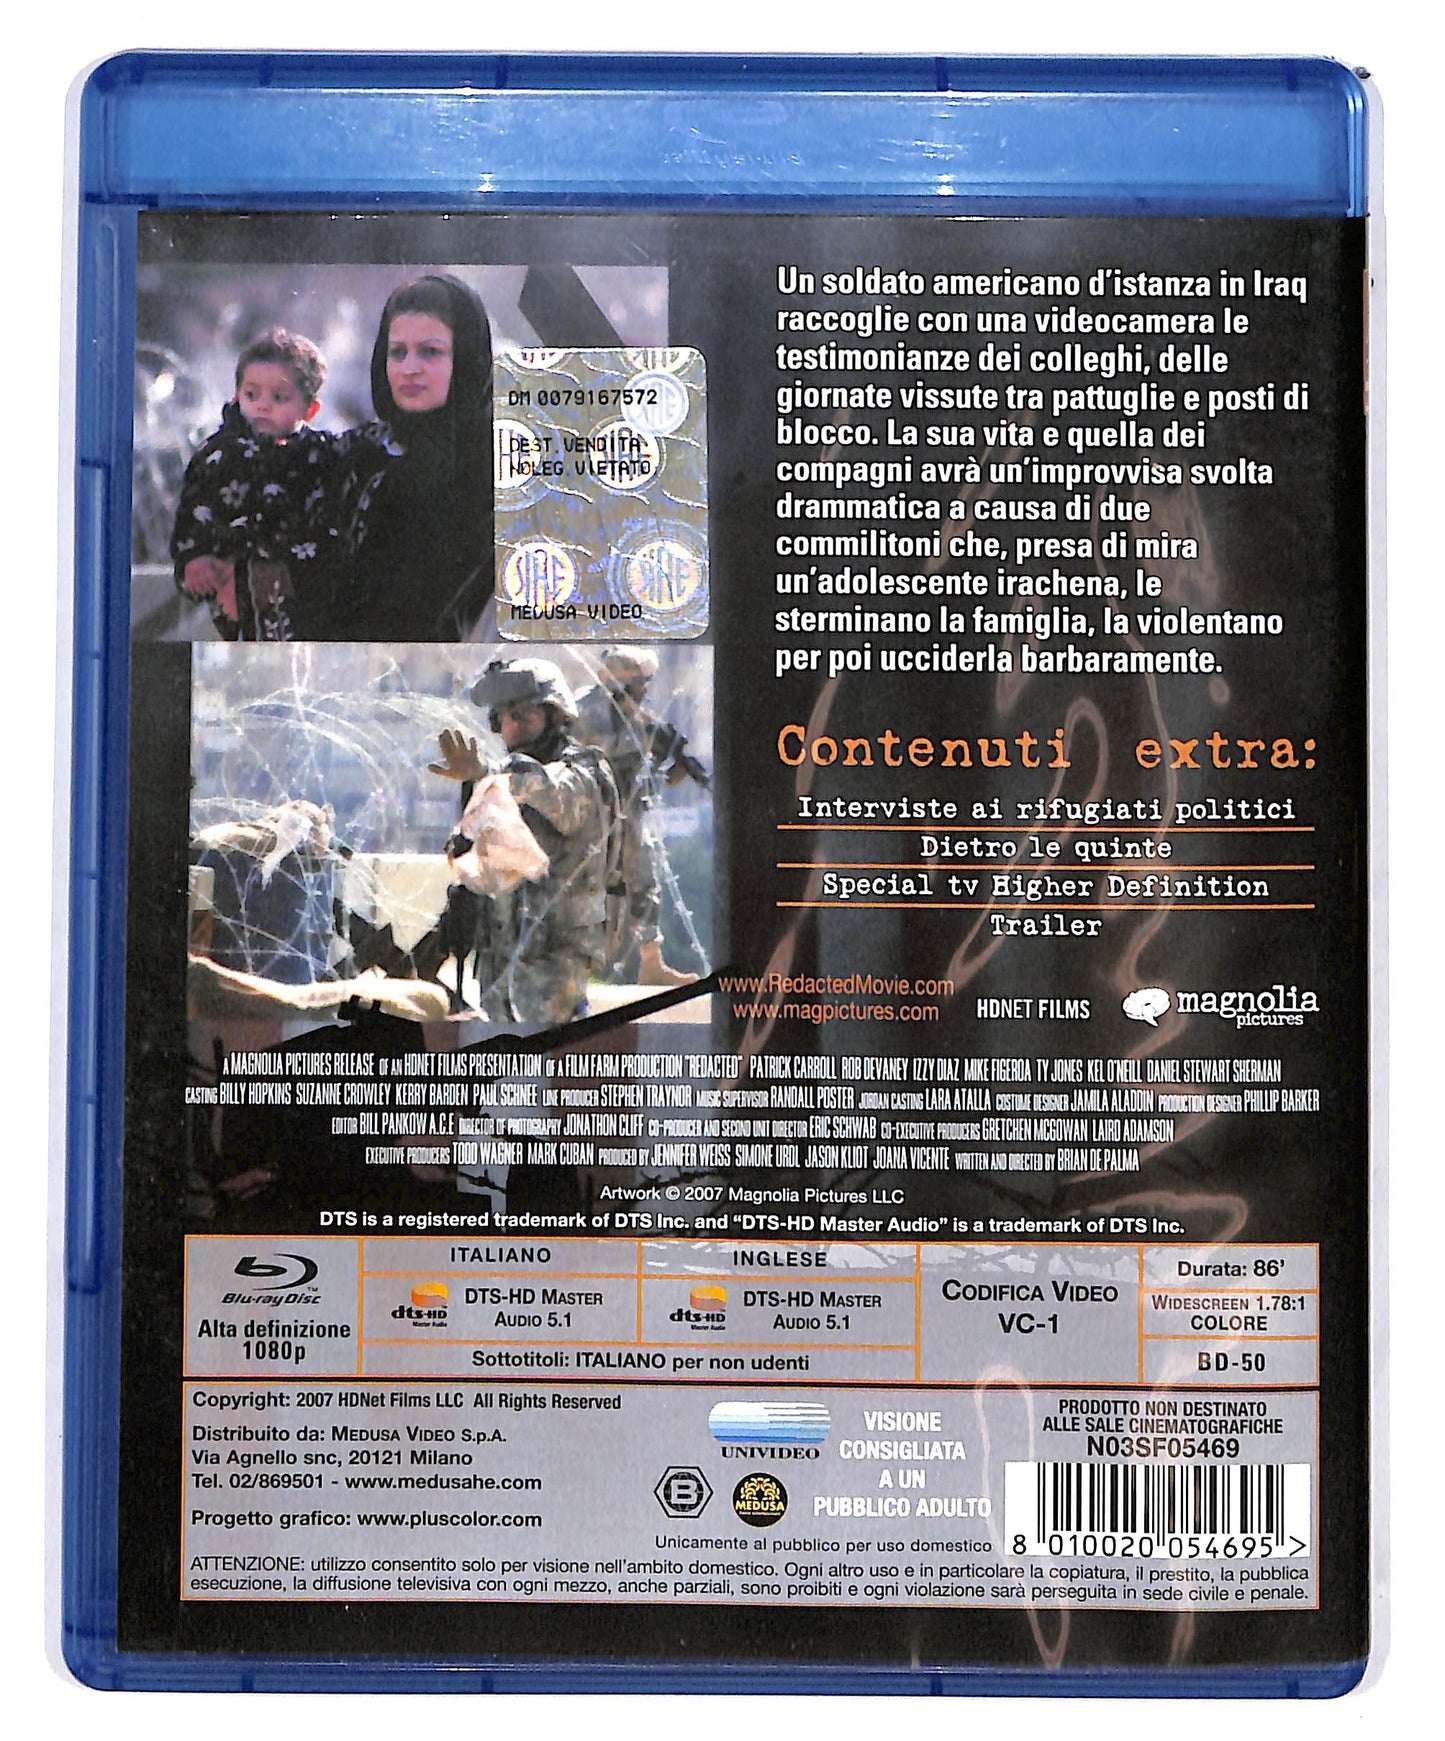 Un soldato americano d'istanza in Iraq
raccoglie con una videocamera le
testimonianze dei colleghi, delle
giornate vissute tra pattuglie e posti di
blocco. La sua vita e quella dei
compagni avrà un'improvvisa svolta
drammatica a causa di due
commilitoni che, presa di mira
un'adolescente irachena, le
sterminano la famiglia, la violentano
per poi ucciderla barbaramente.
DM 0079167572
DEST. VENDITA
NOLEG. VIETATO
SIAE SIAE
MEDUSA VIDEO
Contenuti extra:
Interviste ai rifugiati politici
Dietro le quinte
Special tv Higher Definition
Trailer
www.RedactedMovie.com
www.magpictures.com
HDNET FILMS
magnolia
pictures
A MAGNOLIA PICTURES RELEASE OF AN HDNET FILMS PRESENTATION OF A FILM FARM PRODUCTION "REDACTED" PATRICK CARROLL ROB DEVANEY IZZY DIAZ MIKE FIGEROA TY JONES KEL O'NEILL DANIEL STEWART SHERMAN
CASTING BILLY HOPKINS SUZANNE CROWLEY KERRY BARDEN PAUL SCHNEE LINE PRODUCER STEPHEN TRAYNOR MUSIC SUPERVISOR RANDALL POSTER JORDAN CASTING LARA ATALLA COSTUME DESIGNER JAMILA ALADDIN PRODUCTION DESIGNER PHILLIP BARKER
EDITOR BILL PANKOW A.C.E DIRECTOR OF PHOTOGRAPHY JONATHON CLIFF CO-PRODUCER AND SECOND UNIT DIRECTOR ERIC SCHWAB CO-EXECUTIVE PRODUCERS GRETCHEN MCGOWAN LAIRD ADAMSON
EXECUTIVE PRODUCERS TODD WAGNER MARK CUBAN PRODUCED BY JENNIFER WEISS SIMONE URDL JASON KLIOT JOANA VICENTE WRITTEN AND DIRECTED BY BRIAN DE PALMA
Artwork © 2007 Magnolia Pictures LLC
DTS is a registered trademark of DTS Inc. and “DTS-HD Master Audio” is a trademark of DTS Inc.
Blu-ray Disc™
Alta definizione
1080p
ITALIANO
dts-HD
Master Audio
DTS-HD MASTER
AUDIO 5.1
INGLESE
dts-HD
Master Audio
DTS-HD MASTER
AUDIO 5.1
Sottotitoli: ITALIANO per non udenti
CODIFICA VIDEO
VC-1
Durata: 86'
WIDESCREEN 1.78:1
COLORE
BD-50
Copyright: 2007 HDNet Films LLC All Rights Reserved
Distribuito da: MEDUSA VIDEO S.p.A.
Via Agnello snc, 20121 Milano
Tel. 02/869501 - www.medusahe.com
Progetto grafico: www.pluscolor.com
UNIVIDEO
B
MEDUSA
VISIONE
CONSIGLIATA
A UN
PUBBLICO ADULTO
Unicamente al pubblico per uso domestico
PRODOTTO NON DESTINATO
ALLE SALE CINEMATOGRAFICHE
N03SF05469
8 010020 054695 >
ATTENZIONE: utilizzo consentito solo per visione nell'ambito domestico. Ogni altro uso e in particolare la copiatura, il prestito, la pubblica
esecuzione, la diffusione televisiva con ogni mezzo, anche parziali, sono proibiti e ogni violazione sarà perseguita in sede civile e penale.